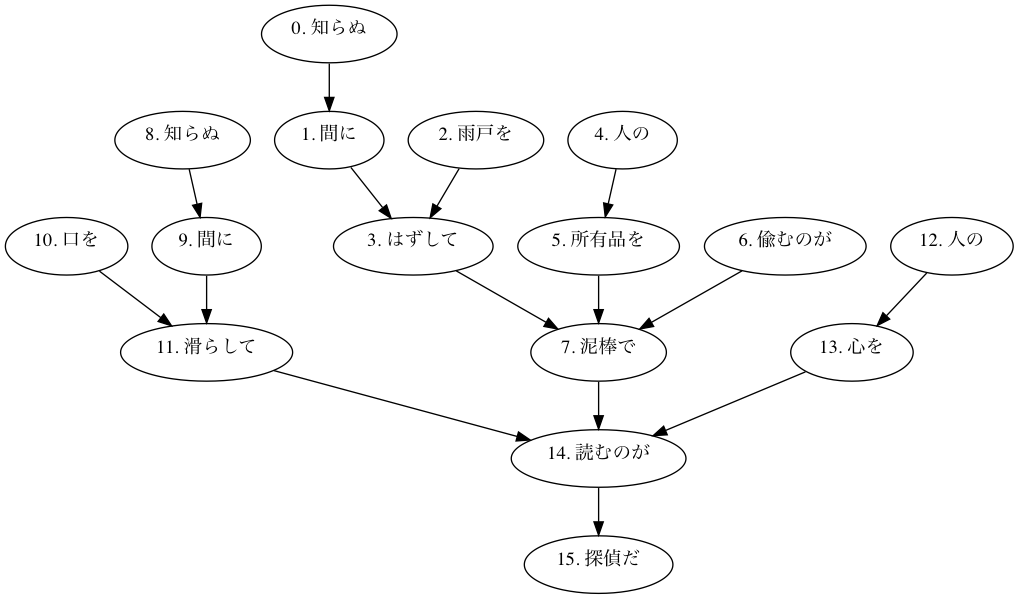 0. 知らぬ
8. 知らぬ
1. 間に
2. 雨戸を
4. 人の
10. 口を
9. 間に
3. はずして
5. 所有品を
6. 偸むのが
12. 人の
11. 滑らして
7. 泥棒で
13. 心を
14. 読むのが
15. 探偵だ